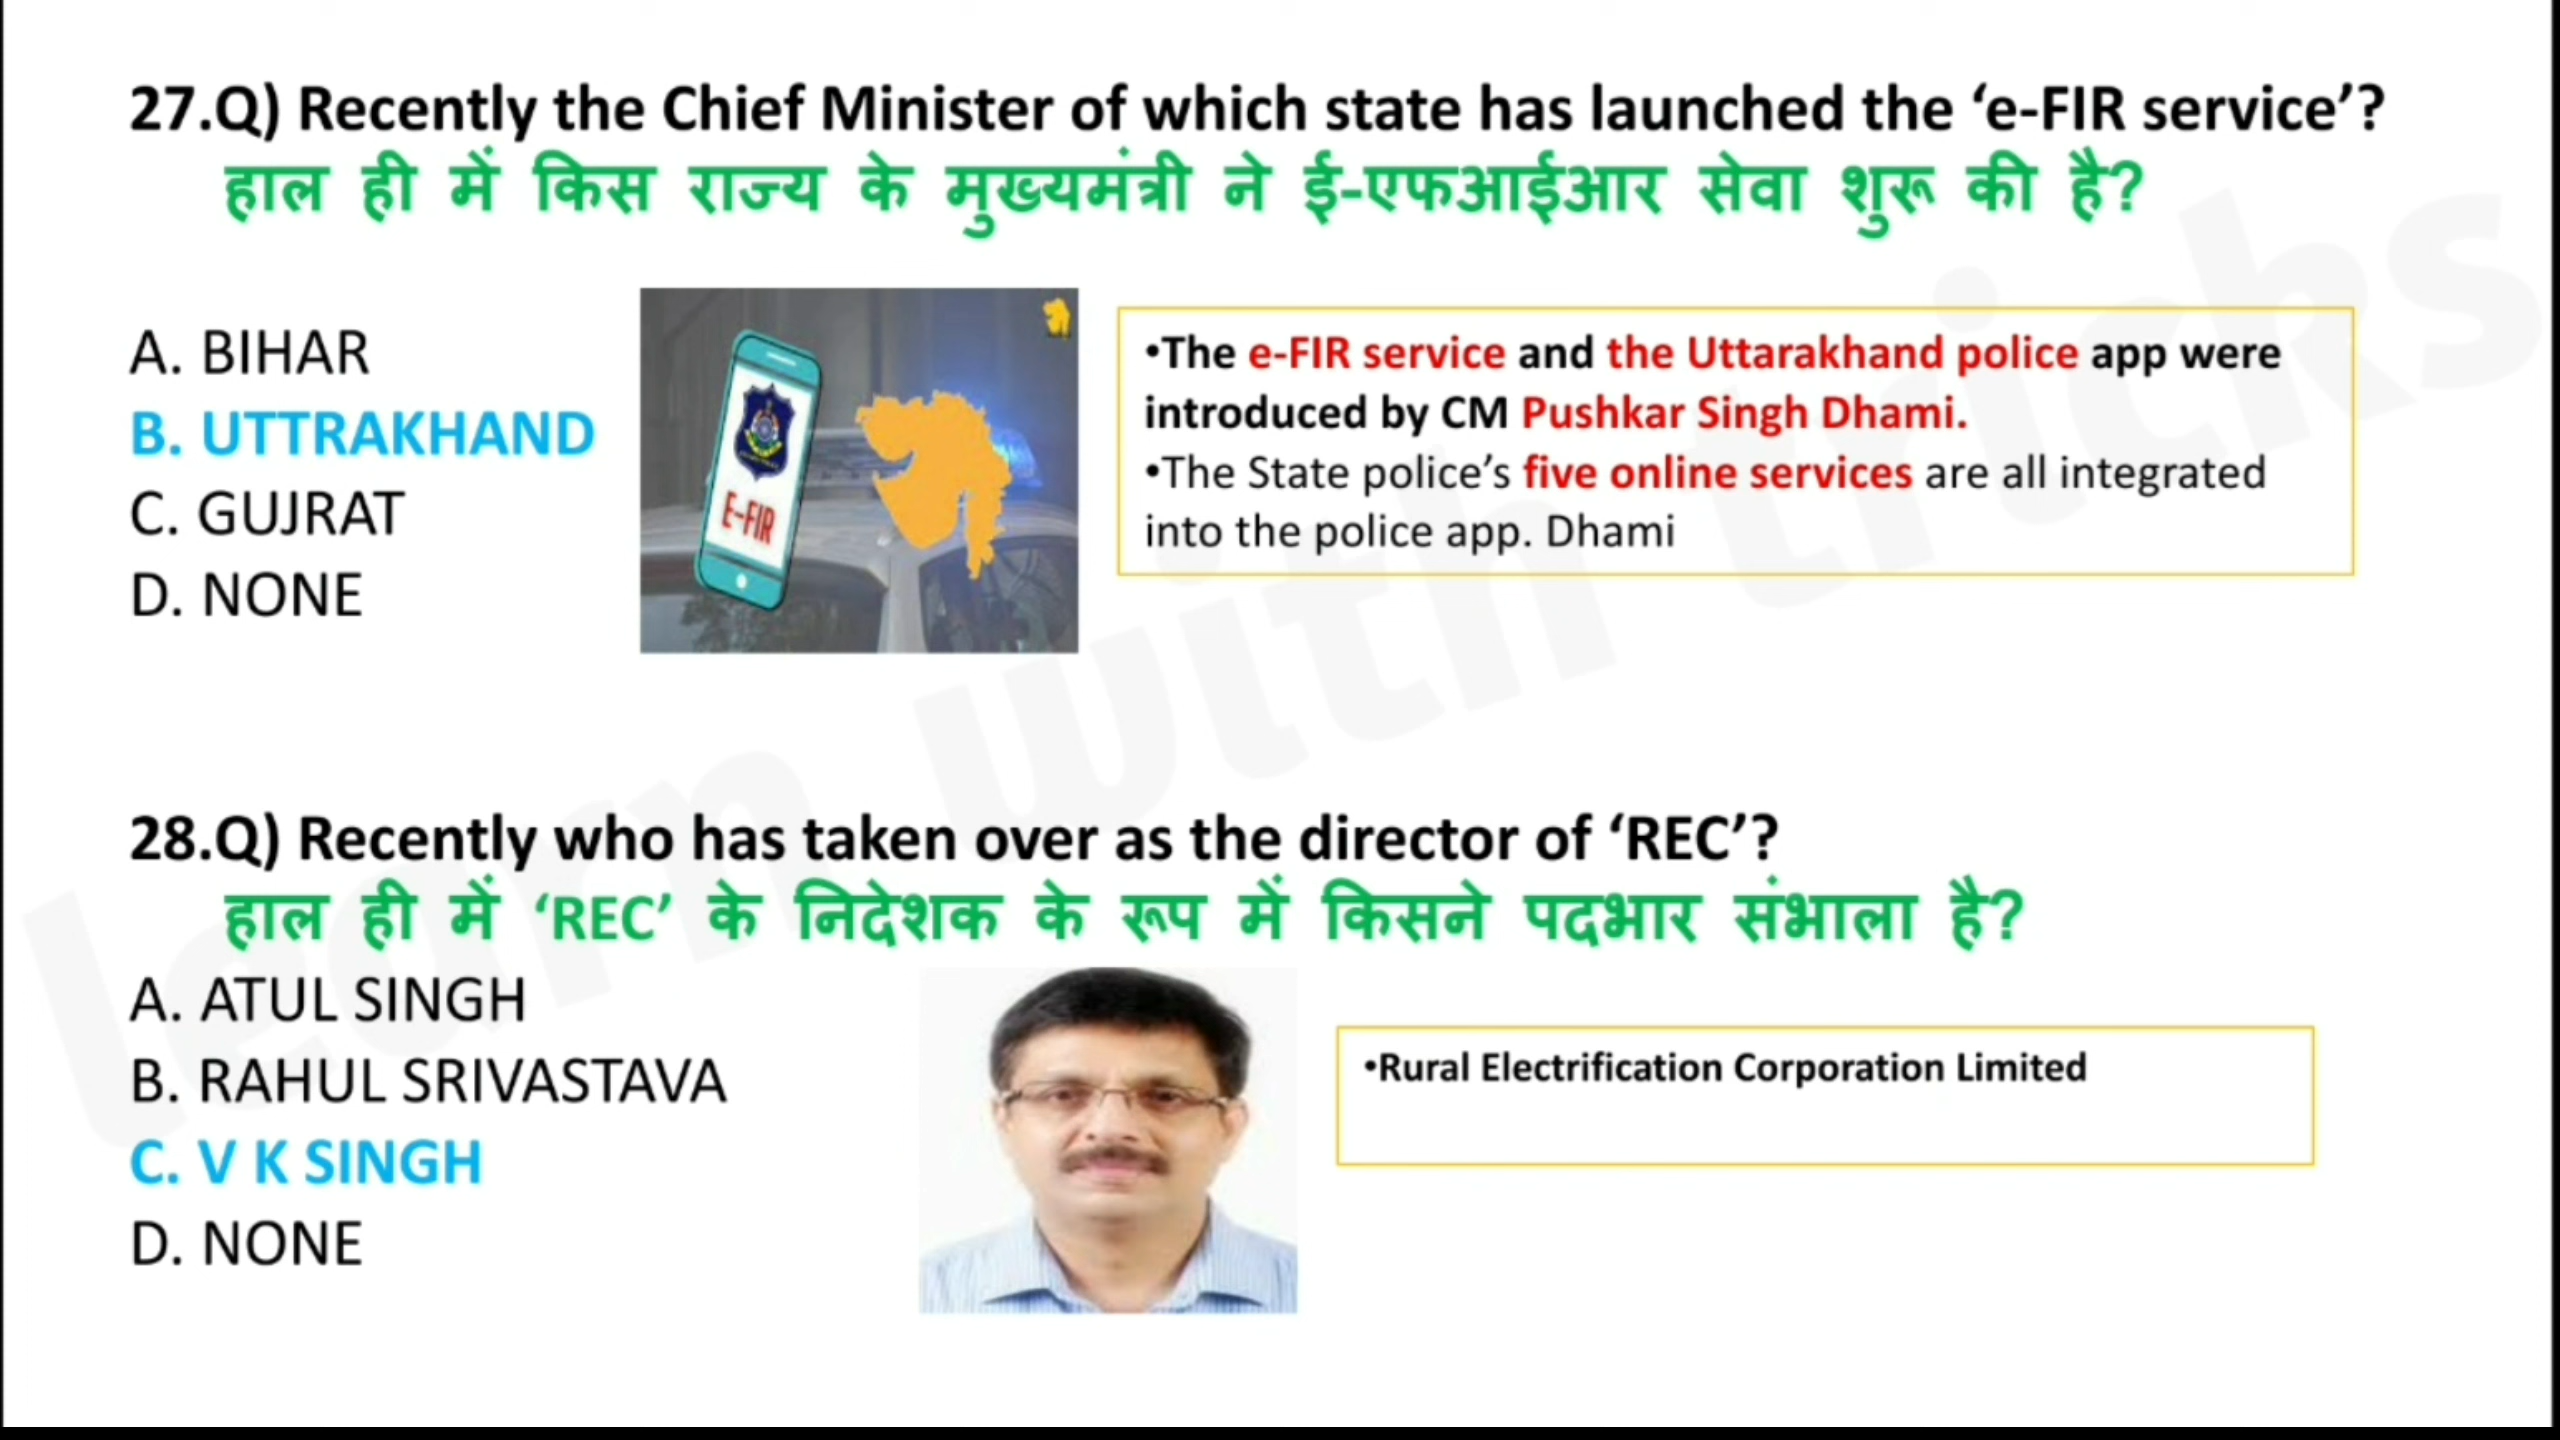 27.Q) Recently the Chief Minister of which state has launched the ‘e-FIR service’?
हाल ही में किस राज्य के मुख्यमंत्री ने ई-एफआईआर सेवा शुरू की है?
A. BIHAR
B. UTTRAKHAND
C. GUJRAT
D. NONE
E-FIR
•The e-FIR service and the Uttarakhand police app were
introduced by CM Pushkar Singh Dhami.
•The State police’s five online services are all integrated
into the police app. Dhami
28.Q) Recently who has taken over as the director of ‘REC’?
हाल ही में ‘REC’ के निदेशक के रूप में किसने पदभार संभाला है?
A. ATUL SINGH
B. RAHUL SRIVASTAVA
C. V K SINGH
D. NONE
•Rural Electrification Corporation Limited
learn with tricks